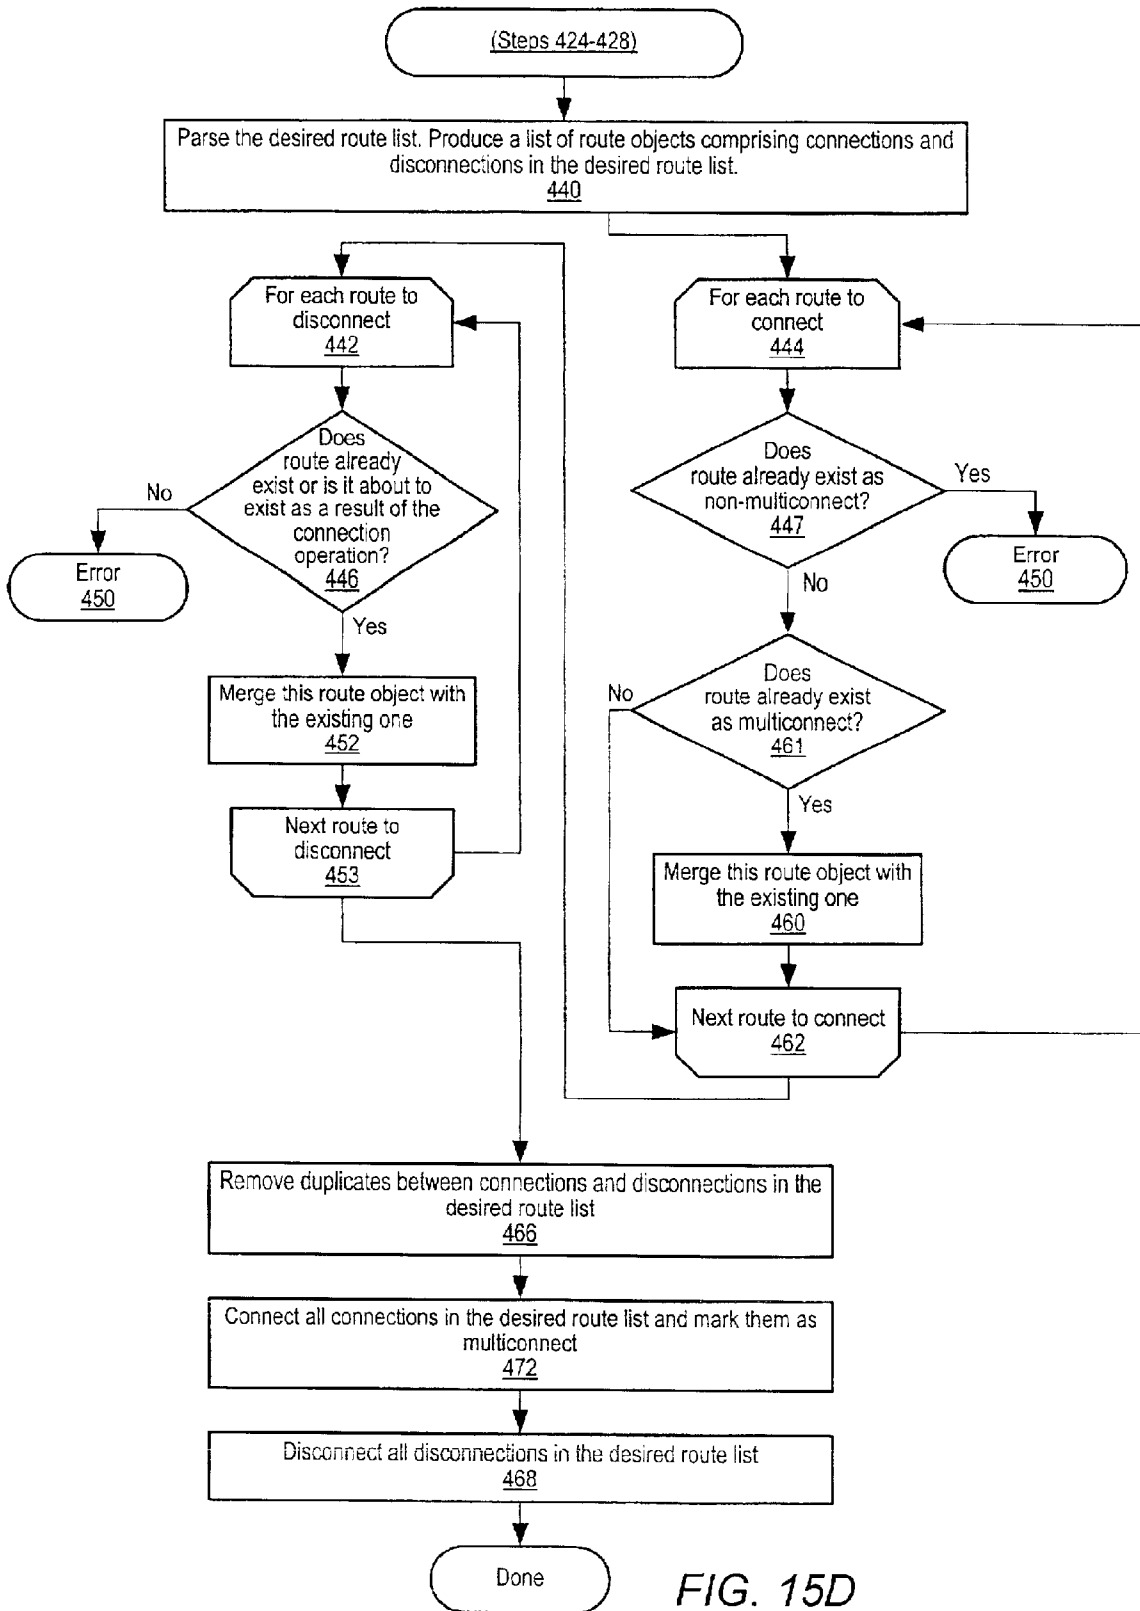 (Steps 424-428)
Parse the desired route list. Produce a list of route objects comprising connections and
disconnections in the desired route list.
440
For each route to
disconnect
442
Does
route already
exist or is it about to
exist as a result of the
connection
operation?
446
No
Error
450
Yes
Merge this route object with
the existing one
452
Next route to
disconnect
453
For each route to
connect
444
Does
route already exist as
non-multiconnect?
447
Yes
Error
450
No
Does
route already exist
as multiconnect?
461
No
Yes
Merge this route object with
the existing one
460
Next route to connect
462
Remove duplicates between connections and disconnections in the
desired route list
466
Connect all connections in the desired route list and mark them as
multiconnect
472
Disconnect all disconnections in the desired route list
468
Done
FIG. 15D